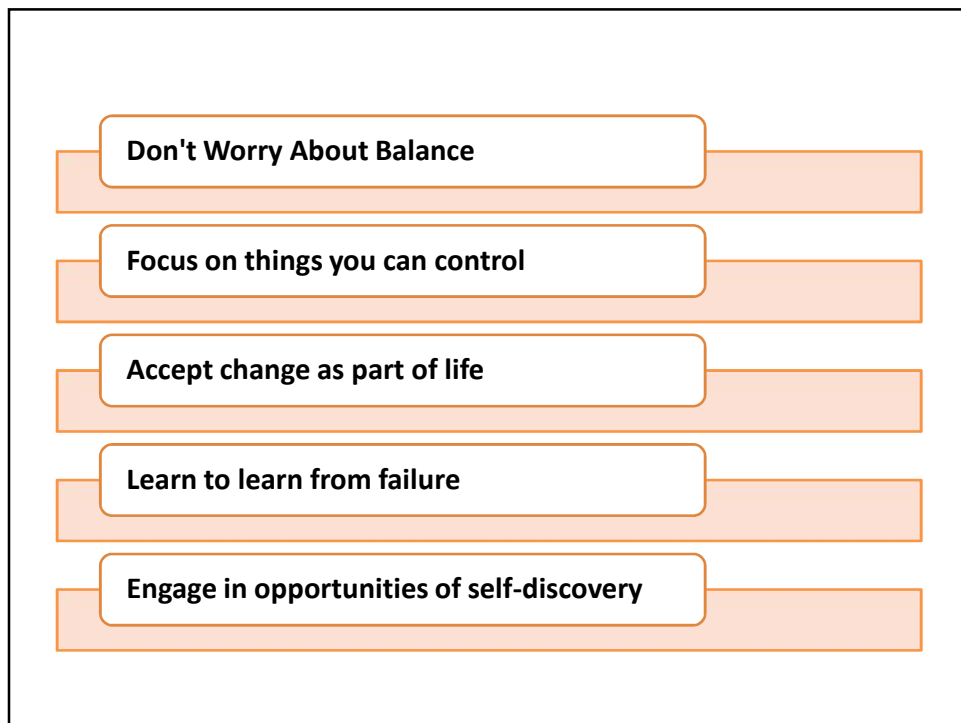 Don't Worry About Balance
Focus on things you can control
Accept change as part of life
Learn to learn from failure
Engage in opportunities of self-discovery